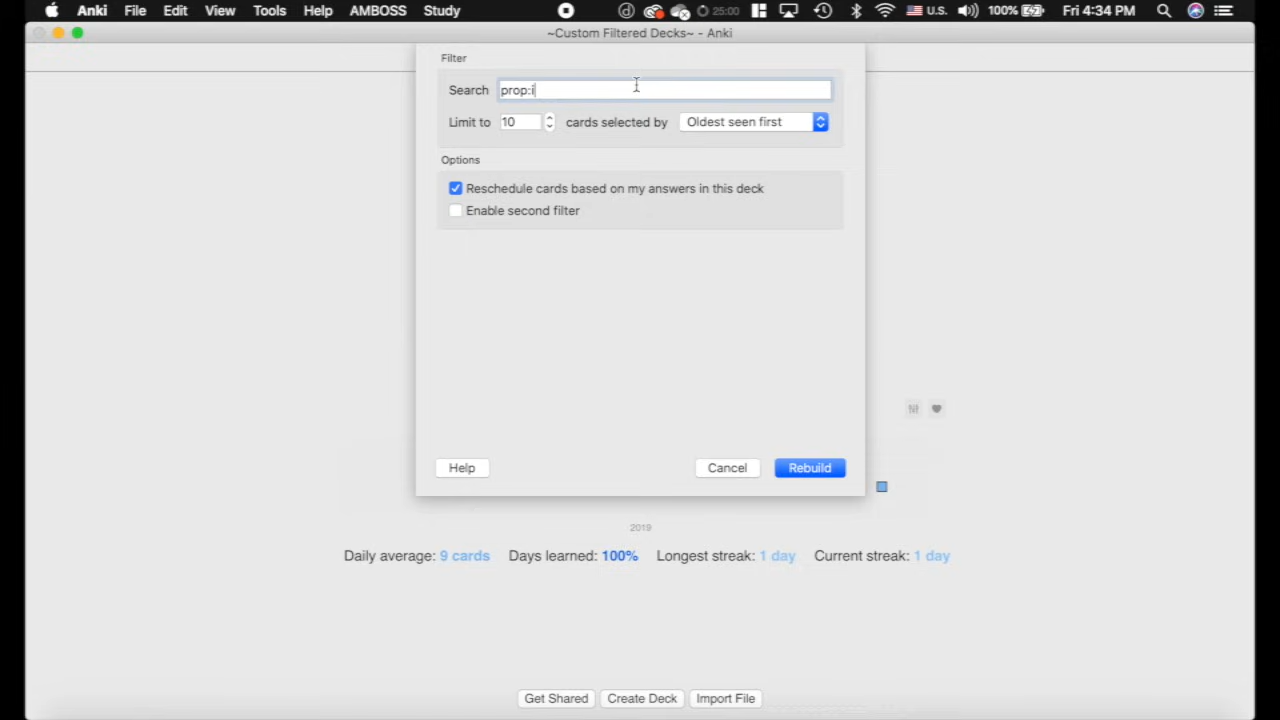 Anki File Edit View Tools Help AMBOSS Study 25:00 U.S. 100% Fri 4:34 PM
~Custom Filtered Decks~ - Anki
Filter
Search prop:i
Limit to 10 cards selected by Oldest seen first
Options
Reschedule cards based on my answers in this deck
Enable second filter
Help Cancel Rebuild
2019
Daily average: 9 cards Days learned: 100% Longest streak: 1 day Current streak: 1 day
Get Shared Create Deck Import File